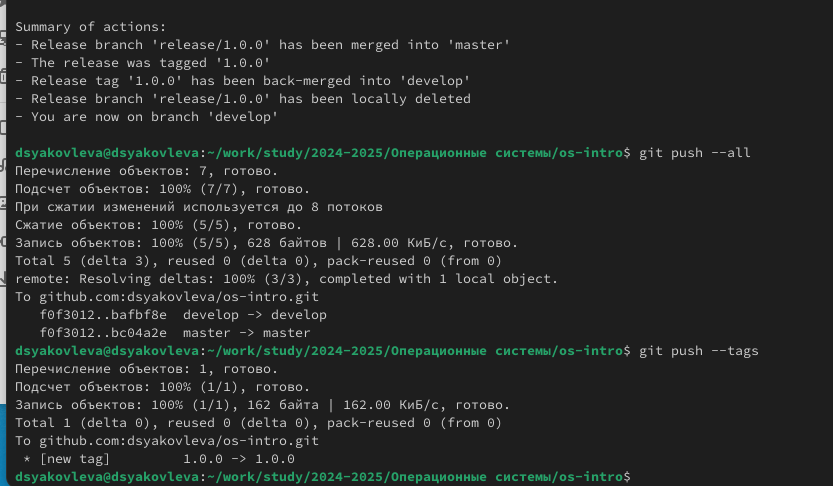 Summary of actions:
- Release branch 'release/1.0.0' has been merged into 'master'
- The release was tagged '1.0.0'
- Release tag '1.0.0' has been back-merged into 'develop'
- Release branch 'release/1.0.0' has been locally deleted
- You are now on branch 'develop'
dsyakovleva@dsyakovleva:~/work/study/2024-2025/Операционные системы/os-intro$ git push --all
Перечисление объектов: 7, готово.
Подсчет объектов: 100% (7/7), готово.
При сжатии изменений используется до 8 потоков
Сжатие объектов: 100% (5/5), готово.
Запись объектов: 100% (5/5), 628 байтов | 628.00 КиБ/с, готово.
Total 5 (delta 3), reused 0 (delta 0), pack-reused 0 (from 0)
remote: Resolving deltas: 100% (3/3), completed with 1 local object.
To github.com:dsyakovleva/os-intro.git
   f0f3012..bafbf8e  develop -> develop
   f0f3012..bc04a2e  master -> master
dsyakovleva@dsyakovleva:~/work/study/2024-2025/Операционные системы/os-intro$ git push --tags
Перечисление объектов: 1, готово.
Подсчет объектов: 100% (1/1), готово.
Запись объектов: 100% (1/1), 162 байта | 162.00 КиБ/с, готово.
Total 1 (delta 0), reused 0 (delta 0), pack-reused 0 (from 0)
To github.com:dsyakovleva/os-intro.git
 * [new tag]         1.0.0 -> 1.0.0
dsyakovleva@dsyakovleva:~/work/study/2024-2025/Операционные системы/os-intro$